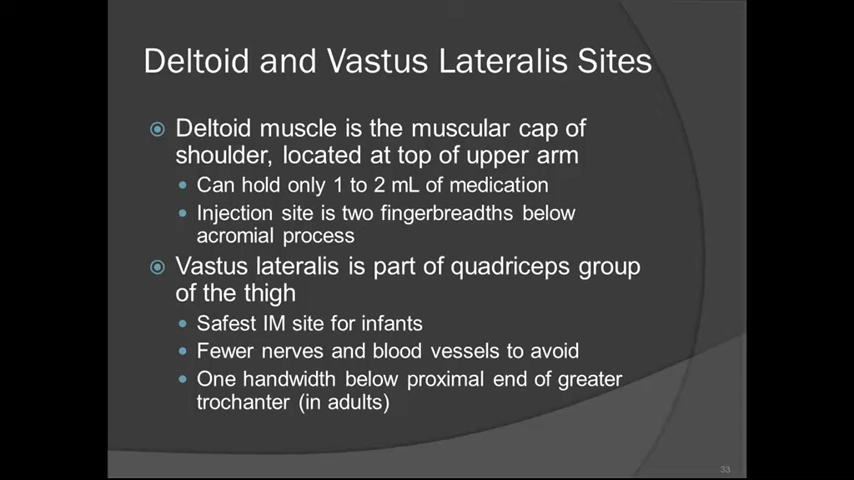 Deltoid and Vastus Lateralis Sites
Deltoid muscle is the muscular cap of
shoulder, located at top of upper arm
Can hold only 1 to 2 mL of medication
Injection site is two fingerbreadths below
acromial process
Vastus lateralis is part of quadriceps group
of the thigh
Safest IM site for infants
Fewer nerves and blood vessels to avoid
One handwidth below proximal end of greater
trochanter (in adults)
33